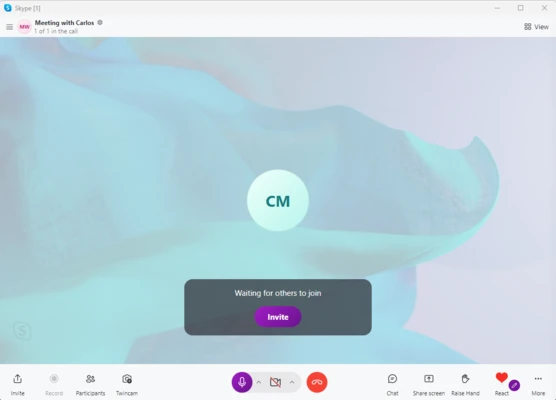 Skype [1]
MW
Meeting with Carlos
1 of 1 in the call
View
CM
Waiting for others to join
Invite
Invite
Record
Participants
Twincam
Chat
Share screen
Raise Hand
React
More